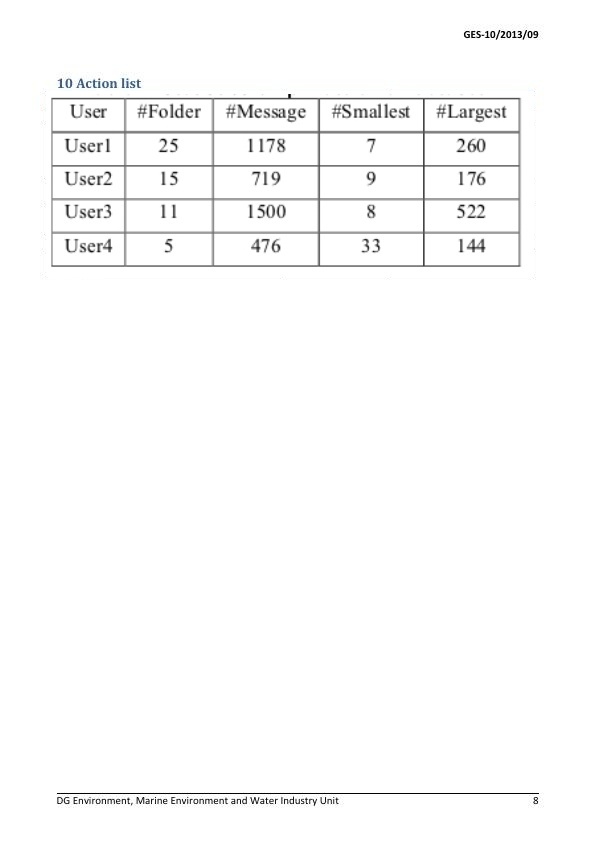 GES-10/2013/09
10 Action list
User #Folder #Message #Smallest #Largest
User1 25 1178 7 260
User2 15 719 9 176
User3 11 1500 8 522
User4 5 476 33 144
DG Environment, Marine Environment and Water Industry Unit 8